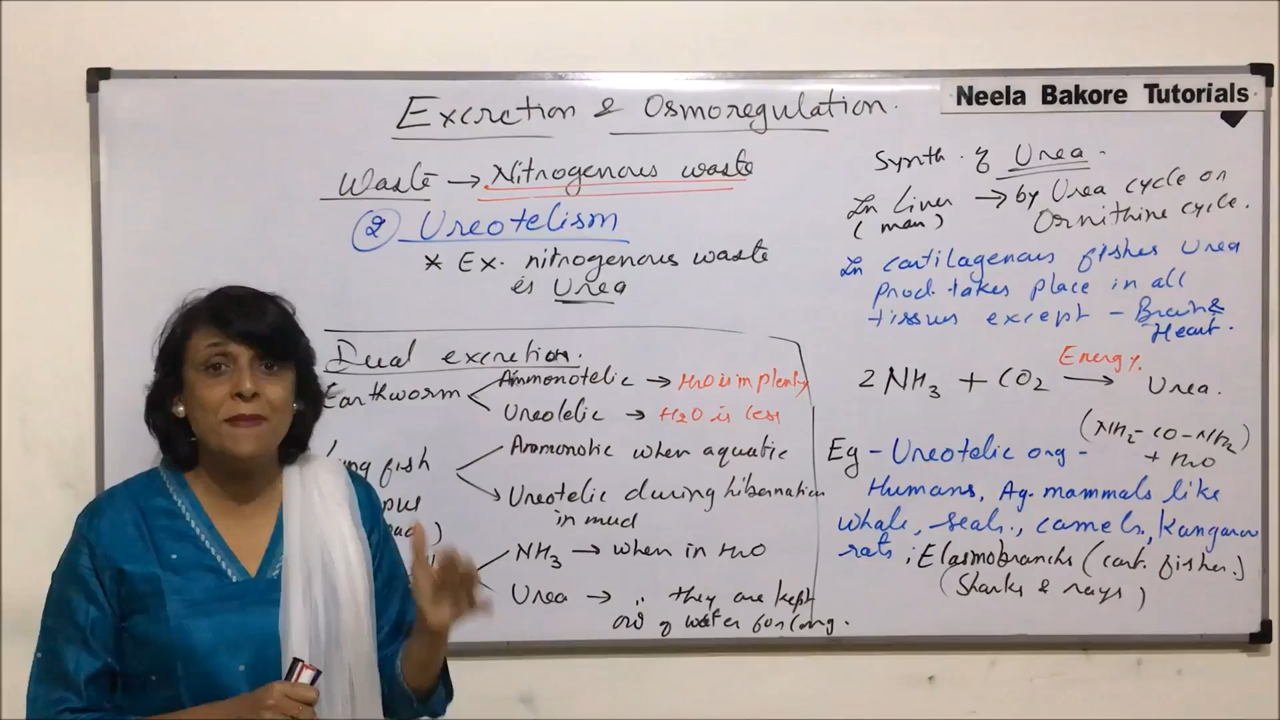 Neela Bakore Tutorials
Excretion & Osmoregulation.
Waste → Nitrogenous waste
② Ureotelism
* Ex. nitrogenous waste
is Urea
Dual excretion.
Earthworm
Ammonotelic → H2O is in plenty
Ureotelic → H2O is less
ung fish
Ammonotic when aquatic
Ureotelic during hibernation
in mud
pus
NH3 → when in H2O
Urea → " they are kept
out of water for long.
Synth. of Urea.
In Liver → by Urea cycle or
(man) Ornithine cycle.
In cartilagenous fishes Urea
prod. takes place in all
tissues except - Brain &
Heart.
2 NH3 + CO2 → Urea.
Energy
(NH2-CO-NH2)
+ H2O
Eg - Ureotelic org -
Humans, Aq. mammals like
whale, seals., camels, Kangaroo
rats ; Elasmobranchs (cart. fishes.)
(Sharks & rays)